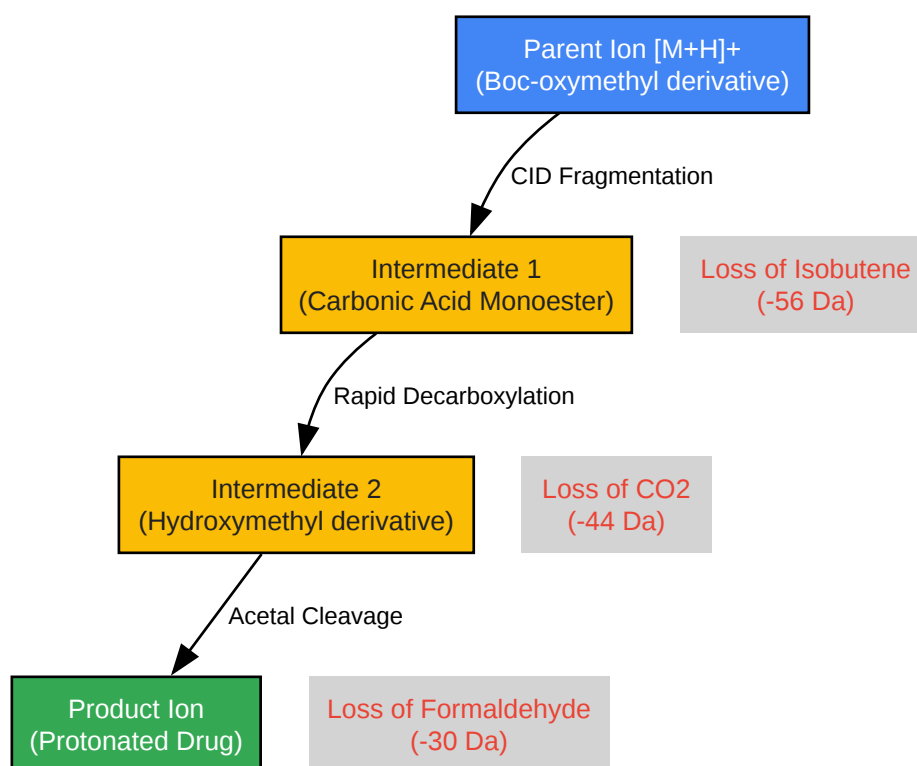 Parent Ion [M+H]+
(Boc-oxymethyl derivative)
CID Fragmentation
Intermediate 1
(Carbonic Acid Monoester)
Loss of Isobutene
(-56 Da)
Rapid Decarboxylation
Intermediate 2
(Hydroxymethyl derivative)
Loss of CO2
(-44 Da)
Acetal Cleavage
Product Ion
(Protonated Drug)
Loss of Formaldehyde
(-30 Da)